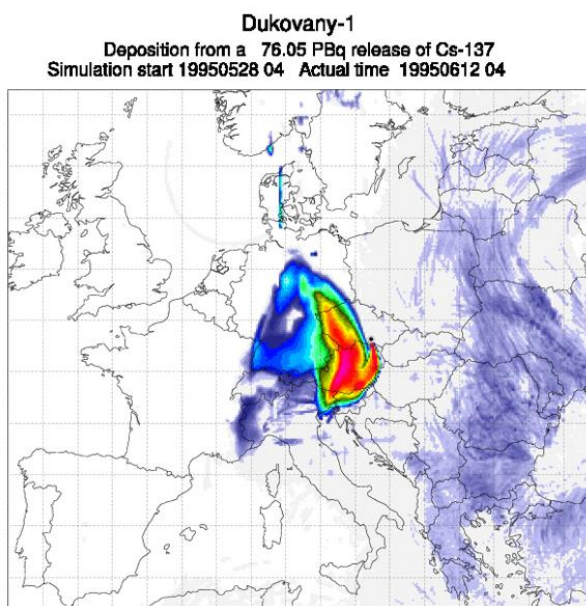 Dukovany-1
Deposition from a 76.05 PBq release of Cs-137
Simulation start 19950528 04 Actual time 19950612 04